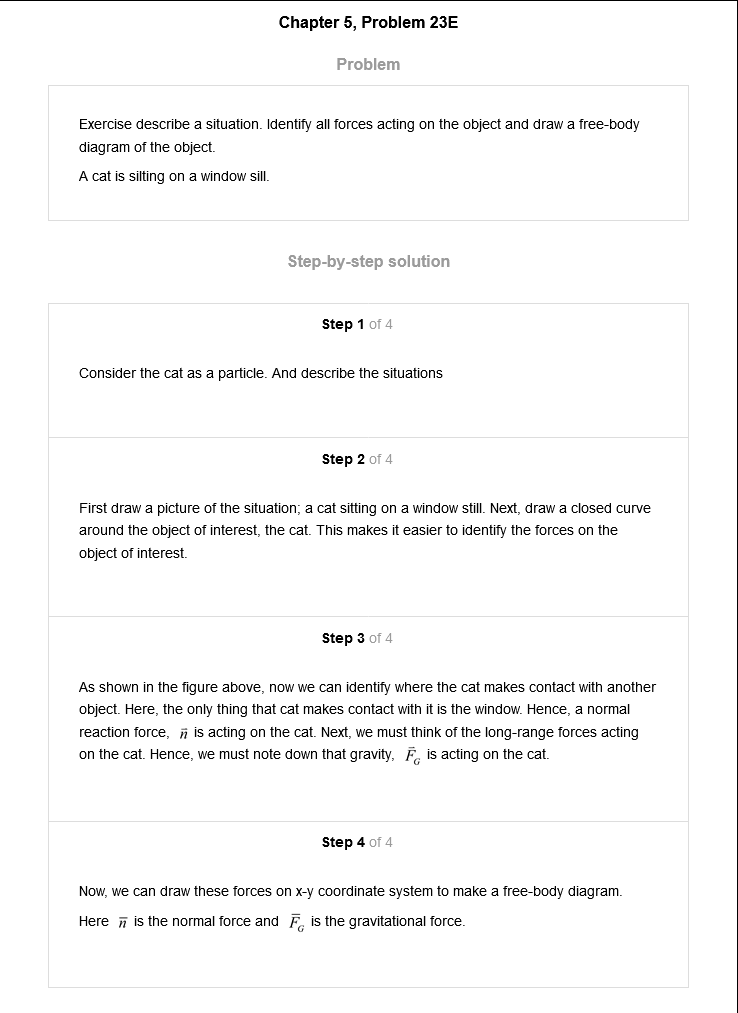 Chapter 5, Problem 23E
Problem
Exercise describe a situation. Identify all forces acting on the object and draw a free-body
diagram of the object.
A cat is silting on a window sill.
Step-by-step solution
Step 1 of 4
Consider the cat as a particle. And describe the situations
Step 2 of 4
First draw a picture of the situation; a cat sitting on a window still. Next, draw a closed curve
around the object of interest, the cat. This makes it easier to identify the forces on the
object of interest.
Step 3 of 4
As shown in the figure above, now we can identify where the cat makes contact with another
object. Here, the only thing that cat makes contact with it is the window. Hence, a normal
reaction force, n⃗ is acting on the cat. Next, we must think of the long-range forces acting
on the cat. Hence, we must note down that gravity, F⃗_G is acting on the cat.
Step 4 of 4
Now, we can draw these forces on x-y coordinate system to make a free-body diagram.
Here n̅ is the normal force and F̅_G is the gravitational force.